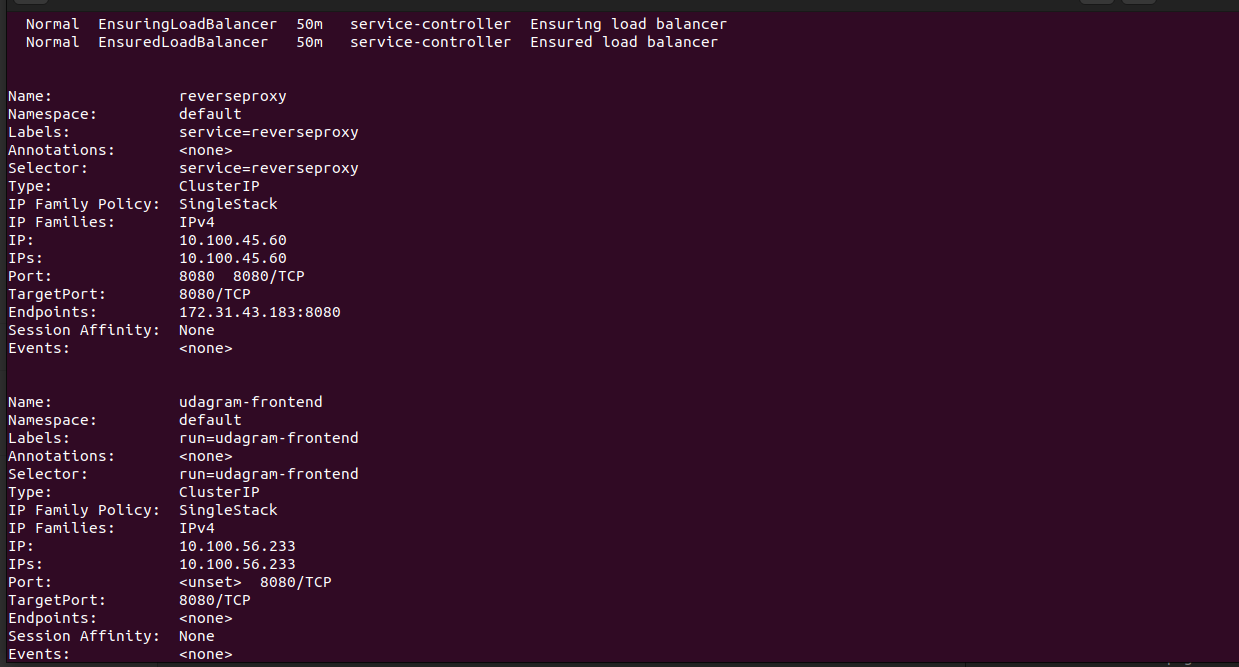 Normal  EnsuringLoadBalancer  50m   service-controller  Ensuring load balancer
Normal  EnsuredLoadBalancer   50m   service-controller  Ensured load balancer
Name:              reverseproxy
Namespace:         default
Labels:            service=reverseproxy
Annotations:       <none>
Selector:          service=reverseproxy
Type:              ClusterIP
IP Family Policy:  SingleStack
IP Families:       IPv4
IP:                10.100.45.60
IPs:               10.100.45.60
Port:              8080  8080/TCP
TargetPort:        8080/TCP
Endpoints:         172.31.43.183:8080
Session Affinity:  None
Events:            <none>
Name:              udagram-frontend
Namespace:         default
Labels:            run=udagram-frontend
Annotations:       <none>
Selector:          run=udagram-frontend
Type:              ClusterIP
IP Family Policy:  SingleStack
IP Families:       IPv4
IP:                10.100.56.233
IPs:               10.100.56.233
Port:              <unset>  8080/TCP
TargetPort:        8080/TCP
Endpoints:         <none>
Session Affinity:  None
Events:            <none>